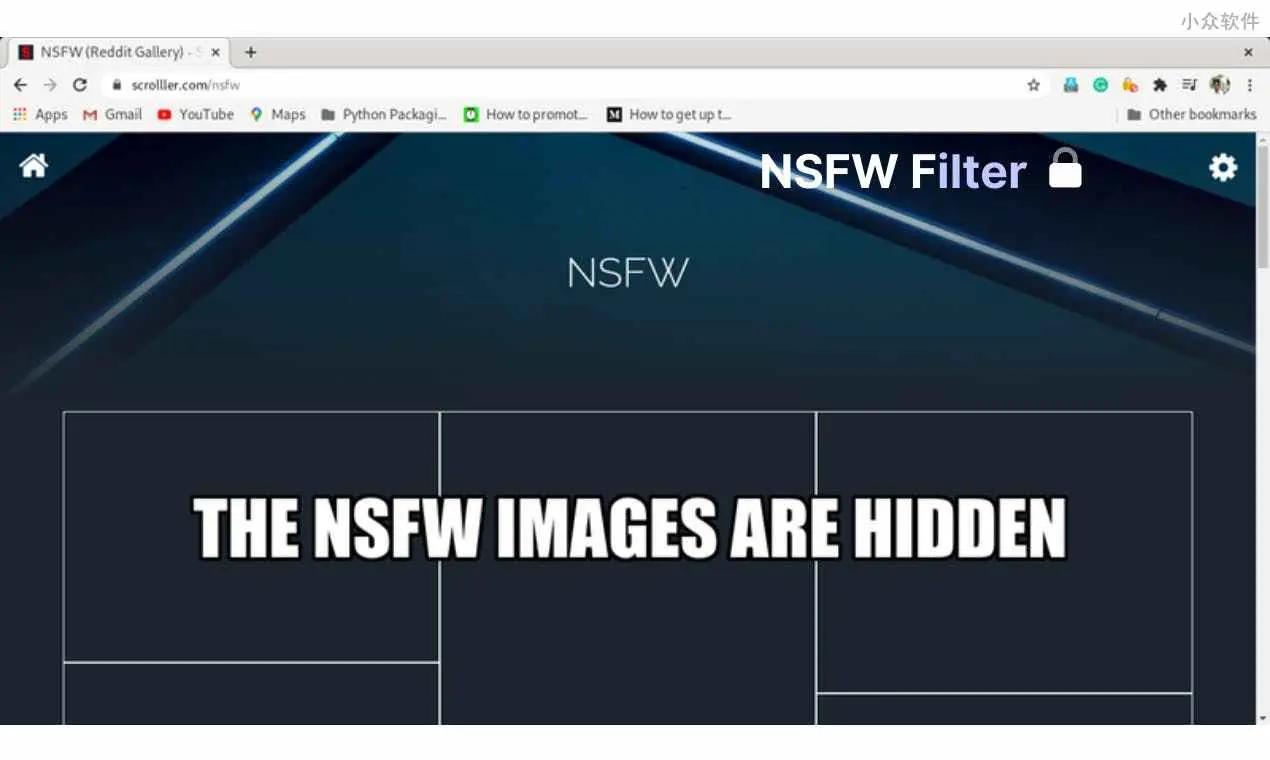 小众软件
NSFW (Reddit Gallery) - S
scrolller.com/nsfw
Apps Gmail YouTube Maps Python Packagi... How to promot... How to get up t... Other bookmarks
NSFW Filter
NSFW
THE NSFW IMAGES ARE HIDDEN